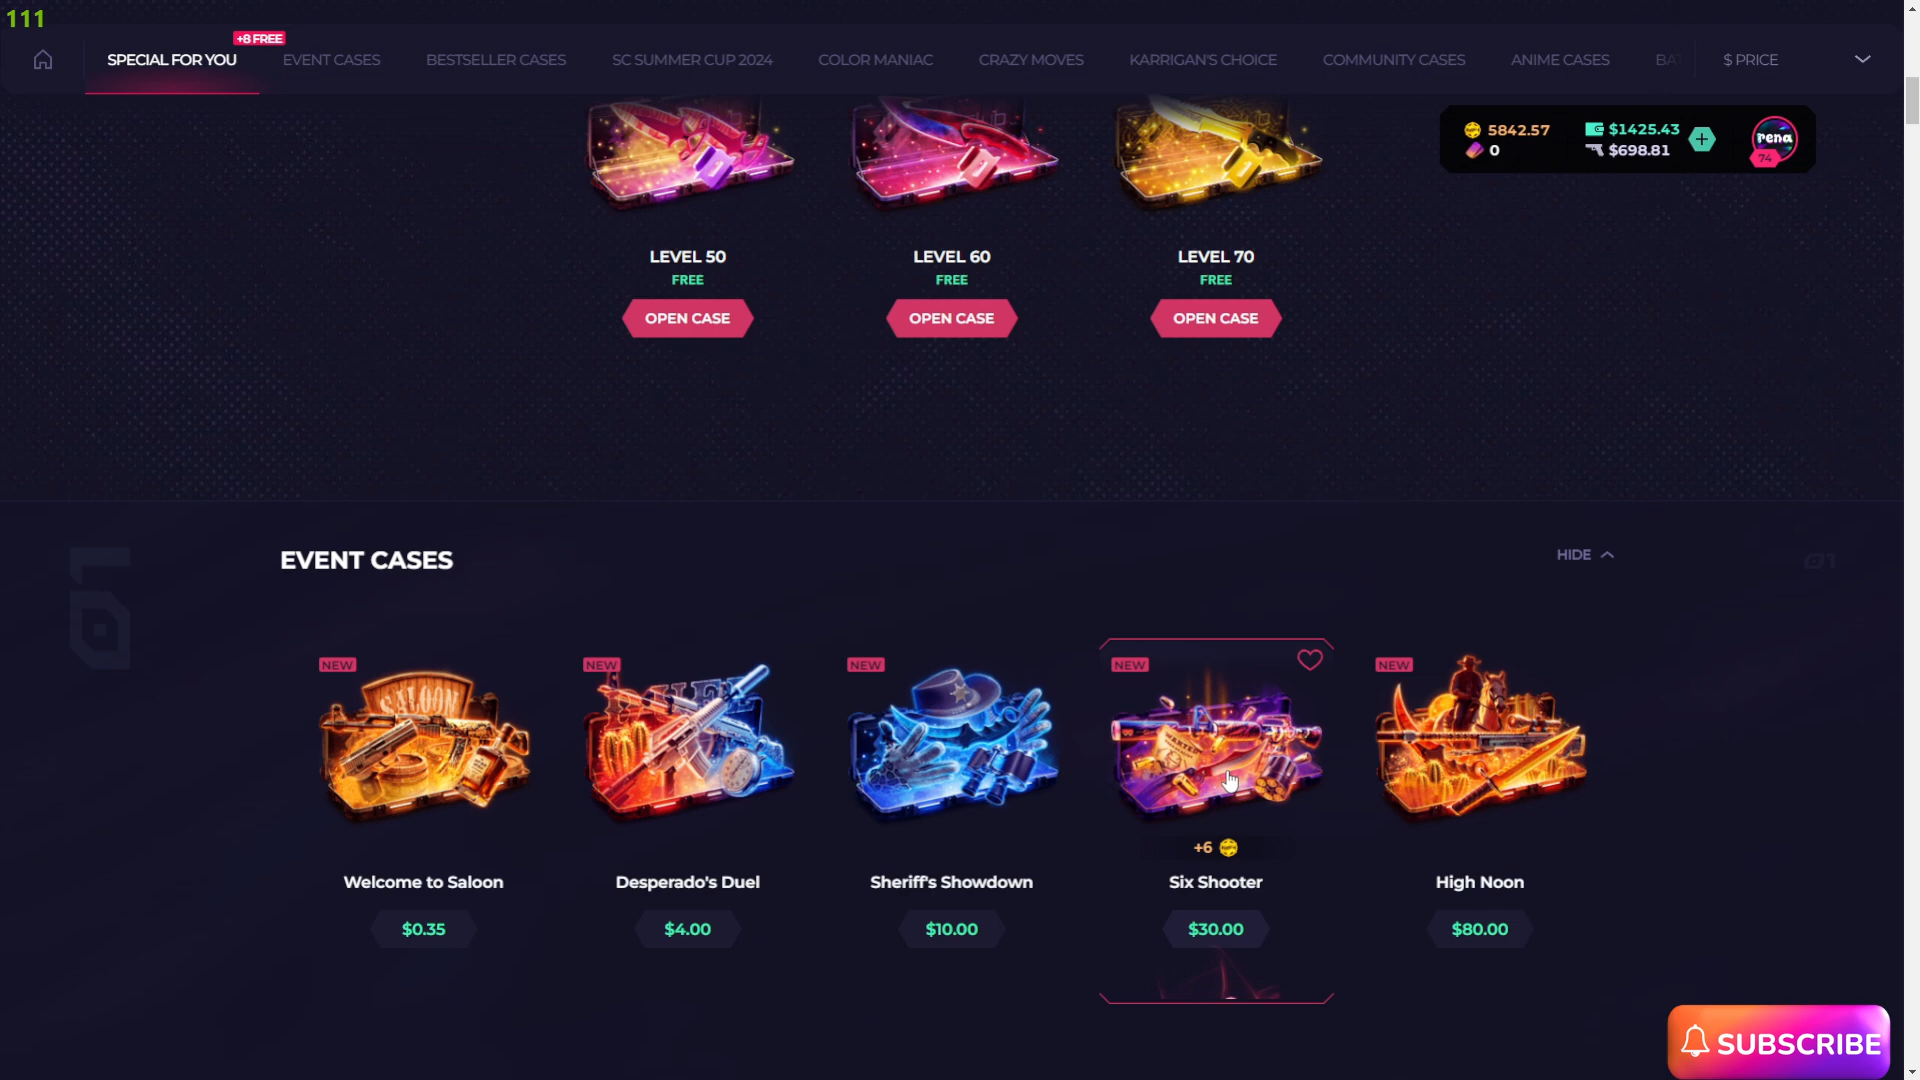 111
+8 FREE
SPECIAL FOR YOU EVENT CASES BESTSELLER CASES SC SUMMER CUP 2024 COLOR MANIAC CRAZY MOVES KARRIGAN'S CHOICE COMMUNITY CASES ANIME CASES $ PRICE
5842.57 $1425.43
0 $698.81
rena
74
LEVEL 50 LEVEL 60 LEVEL 70
FREE FREE FREE
OPEN CASE OPEN CASE OPEN CASE
EVENT CASES HIDE
01 01
NEW NEW NEW NEW NEW
SALOON
+6
Welcome to Saloon Desperado's Duel Sheriff's Showdown Six Shooter High Noon
$0.35 $4.00 $10.00 $30.00 $80.00
SUBSCRIBE